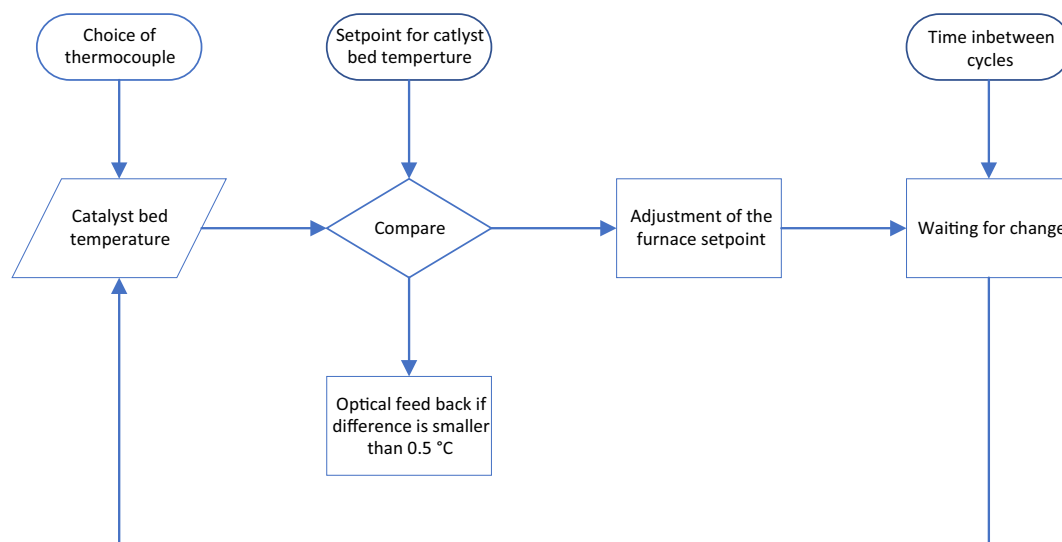 Choice of
thermocouple
Setpoint for catlyst
bed temperture
Time inbetween
cycles
Catalyst bed
temperature
Compare
Adjustment of the
furnace setpoint
Waiting for change
Optical feed back if
difference is smaller
than 0.5 °C